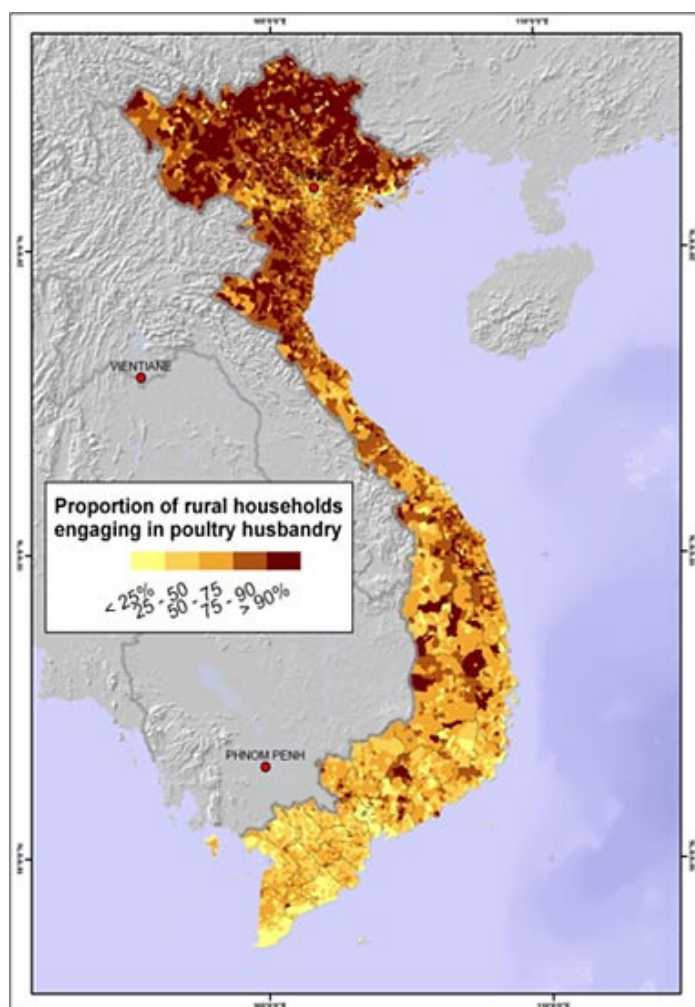 VIENTIANE
Proportion of rural households
engaging in poultry husbandry
< 25%
25 - 50
50 - 75
75 - 90
> 90%
PHNOM PENH